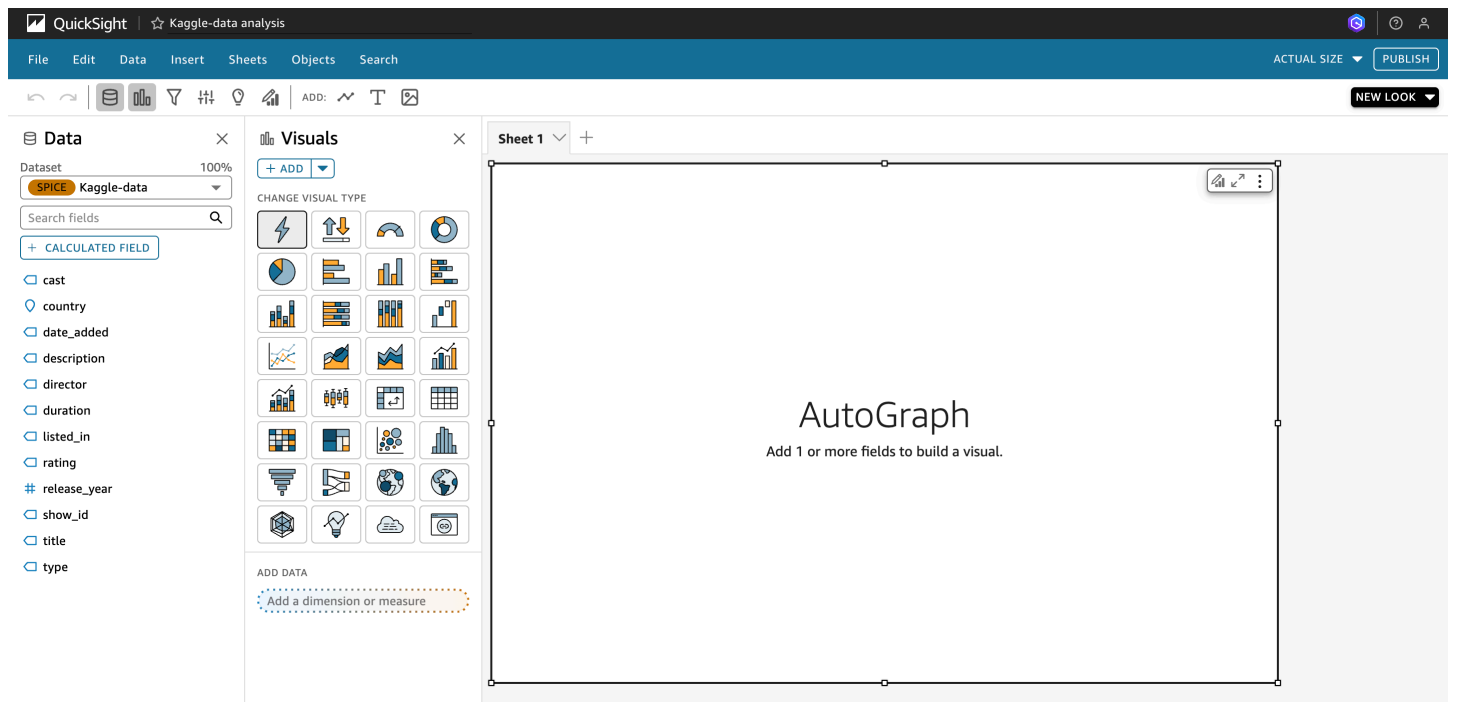 QuickSight
Kaggle-data analysis
File Edit Data Insert Sheets Objects Search
ACTUAL SIZE
PUBLISH
ADD:
NEW LOOK
Data
Dataset 100%
SPICE Kaggle-data
Search fields
+ CALCULATED FIELD
cast
country
date_added
description
director
duration
listed_in
rating
# release_year
show_id
title
type
Visuals
+ ADD
CHANGE VISUAL TYPE
ADD DATA
Add a dimension or measure
Sheet 1
AutoGraph
Add 1 or more fields to build a visual.